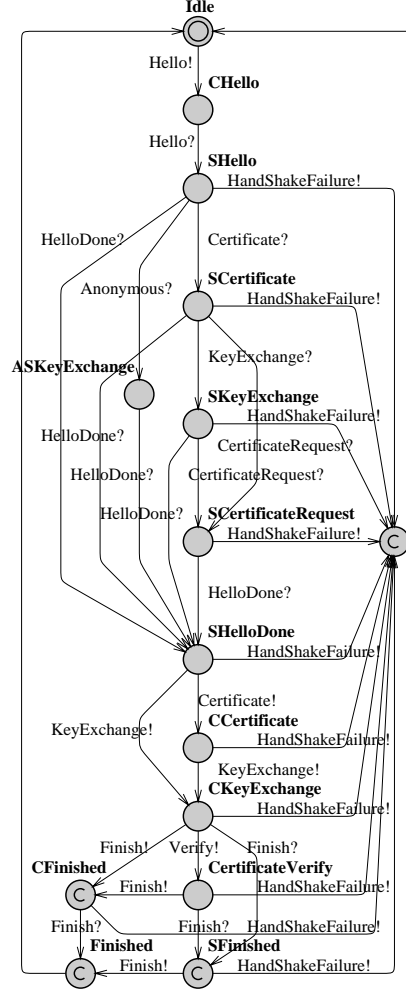 Idle
Hello!
CHello
Hello?
SHello
HandShakeFailure!
HelloDone?
Certificate?
SCertificate
Anonymous?
HandShakeFailure!
KeyExchange?
ASKeyExchange
SKeyExchange
HandShakeFailure!
HelloDone?
CertificateRequest?
HelloDone?
CertificateRequest?
HelloDone?
SCertificateRequest
HandShakeFailure!
C
HelloDone?
SHelloDone
HandShakeFailure!
Certificate!
CCertificate
KeyExchange!
HandShakeFailure!
KeyExchange!
CKeyExchange
HandShakeFailure!
Finish!
Verify!
Finish?
CFinished
CertificateVerify
C
Finish!
HandShakeFailure!
Finish?
Finish?
HandShakeFailure!
Finished
SFinished
C
Finish!
C
HandShakeFailure!